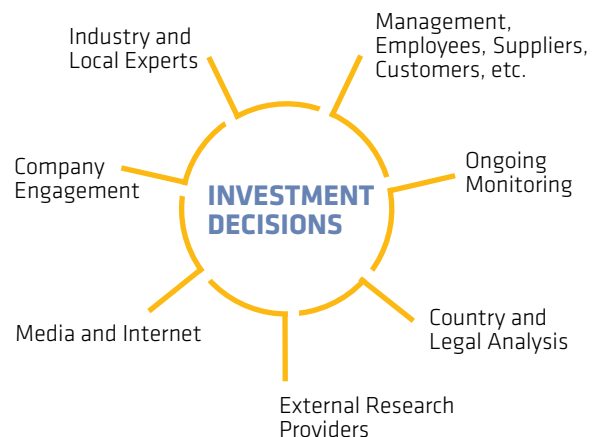 Industry and
Local Experts
Management,
Employees, Suppliers,
Customers, etc.
Company
Engagement
INVESTMENT
DECISIONS
Ongoing
Monitoring
Media and Internet
Country and
Legal Analysis
External Research
Providers